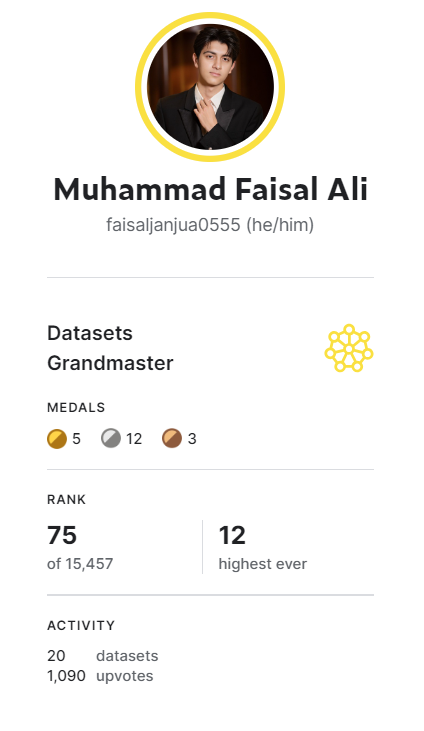 Muhammad Faisal Ali
faisaljanjua0555 (he/him)
Datasets
Grandmaster
MEDALS
5 12 3
RANK
75 12
of 15,457 highest ever
ACTIVITY
20 datasets
1,090 upvotes